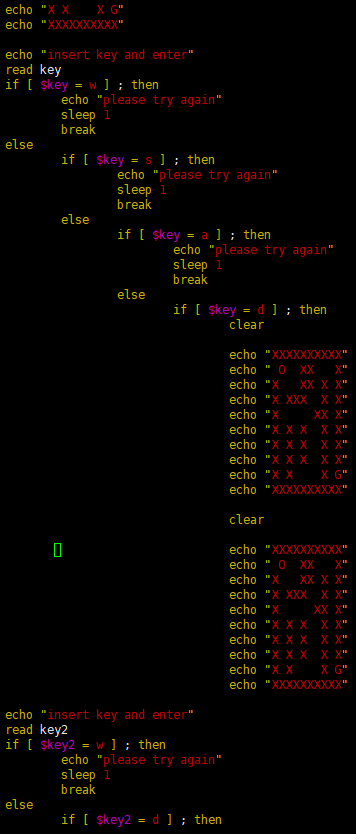 echo "X X    X G"
echo "XXXXXXXXXX"
echo "insert key and enter"
read key
if [ $key = w ] ; then
echo "please try again"
sleep 1
break
else
if [ $key = s ] ; then
echo "please try again"
sleep 1
break
else
if [ $key = a ] ; then
echo "please try again"
sleep 1
break
else
if [ $key = d ] ; then
clear
echo "XXXXXXXXXX"
echo " O  XX   X"
echo "X   XX X X"
echo "X XXX  X X"
echo "X     XX X"
echo "X X X  X X"
echo "X X X  X X"
echo "X X X  X X"
echo "X X    X G"
echo "XXXXXXXXXX"
clear
echo "XXXXXXXXXX"
echo " O  XX   X"
echo "X   XX X X"
echo "X XXX  X X"
echo "X     XX X"
echo "X X X  X X"
echo "X X X  X X"
echo "X X X  X X"
echo "X X    X G"
echo "XXXXXXXXXX"
echo "insert key and enter"
read key2
if [ $key2 = w ] ; then
echo "please try again"
sleep 1
break
else
if [ $key2 = d ] ; then